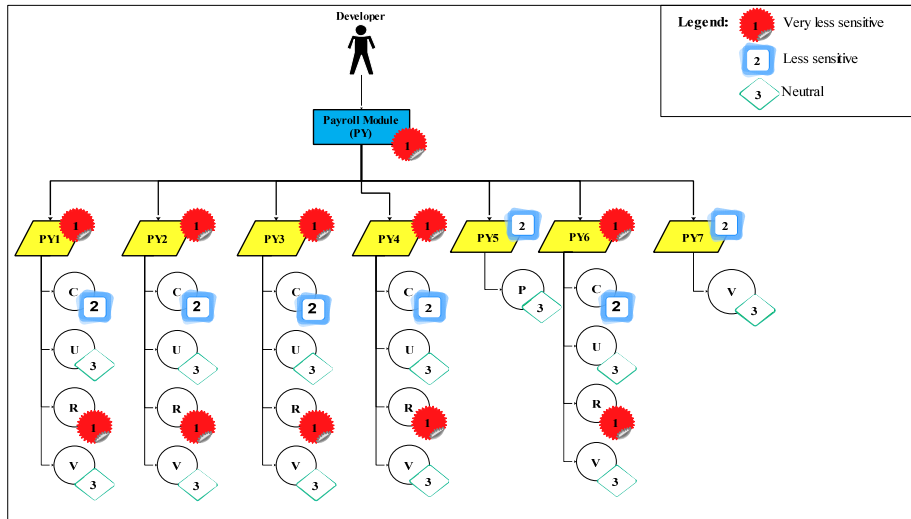 Developer
Legend:
1 Very less sensitive
2 Less sensitive
3 Neutral
Payroll Module
(PY)
1
PY1 1
PY2 1
PY3 1
PY4 1
PY5 2
PY6 1
PY7 2
C 2
C 2
C 2
C 2
P 3
C 2
V 3
U 3
U 3
U 3
U 3
U 3
R 1
R 1
R 1
R 1
R 1
V 3
V 3
V 3
V 3
V 3